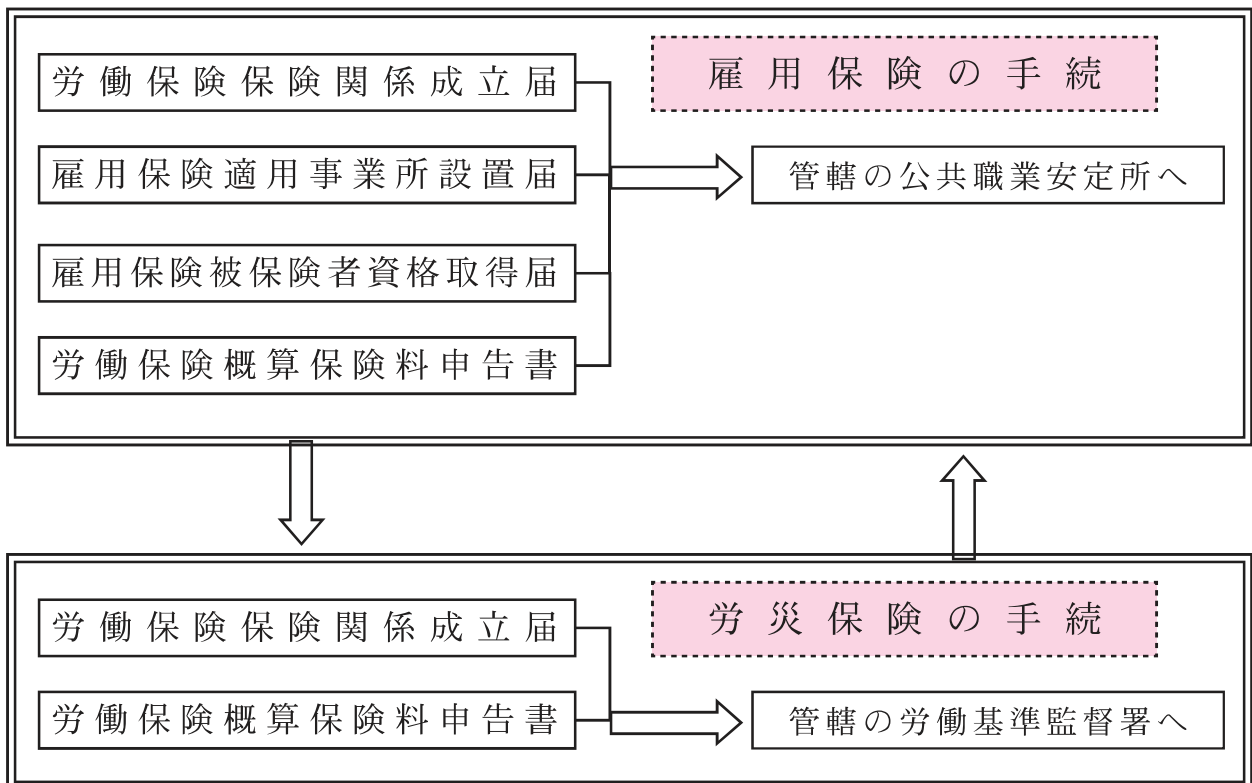 雇用保険の手続
労働保険保険関係成立届
雇用保険適用事業所設置届
雇用保険被保険者資格取得届
労働保険概算保険料申告書
管轄の公共職業安定所へ
労災保険の手続
労働保険保険関係成立届
労働保険概算保険料申告書
管轄の労働基準監督署へ